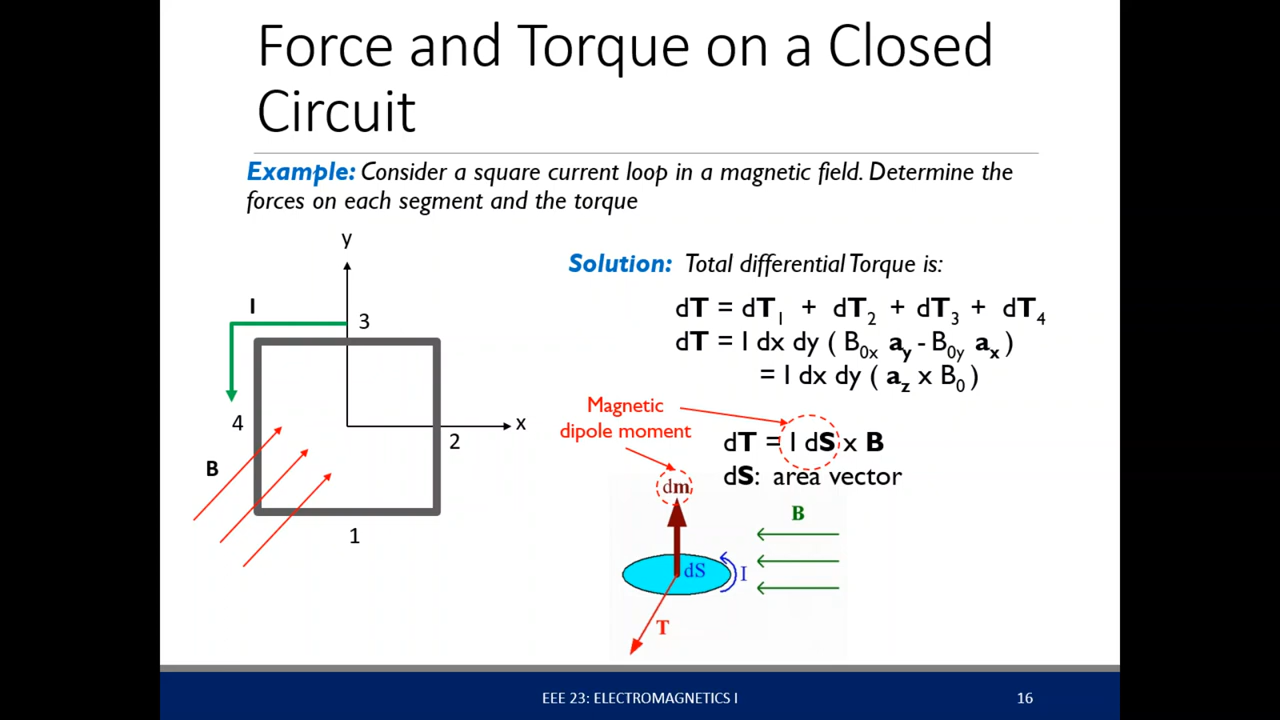 Force and Torque on a Closed
Circuit
Example: Consider a square current loop in a magnetic field. Determine the
forces on each segment and the torque
y
I
3
4
x
2
B
1
Solution: Total differential Torque is:
dT = dT1 + dT2 + dT3 + dT4
dT = I dx dy ( B0x ay - B0y ax )
= I dx dy ( az x B0 )
Magnetic
dipole moment
dT = I dS x B
dS: area vector
dm
B
dS
I
T
EEE 23: ELECTROMAGNETICS I
16